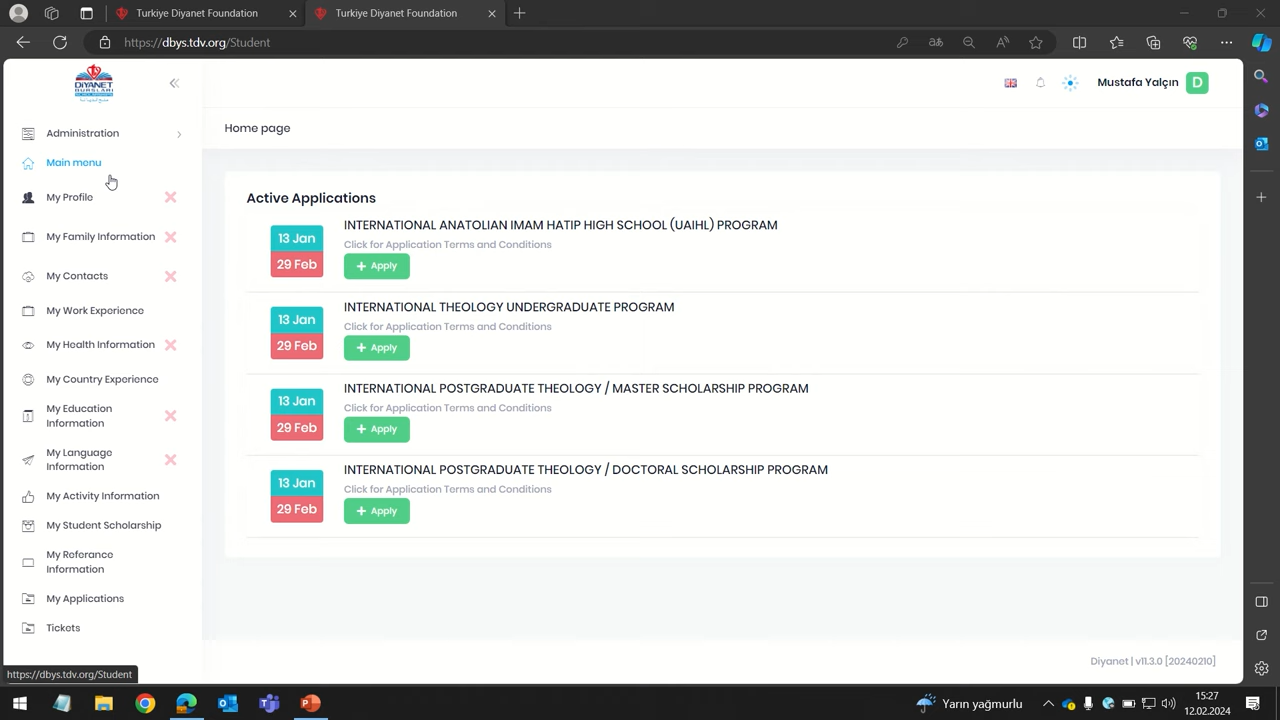 Turkiye Diyanet Foundation
Turkiye Diyanet Foundation
https://dbys.tdv.org/Student
DİYANET
BURSLARI
Mustafa Yalçın
D
Administration
Home page
Main menu
My Profile
My Family Information
My Contacts
My Work Experience
My Health Information
My Country Experience
My Education
Information
My Language
Information
My Activity Information
My Student Scholarship
My Referance
Information
My Applications
Tickets
Active Applications
13 Jan
29 Feb
INTERNATIONAL ANATOLIAN IMAM HATIP HIGH SCHOOL (UAIHL) PROGRAM
Click for Application Terms and Conditions
+ Apply
13 Jan
29 Feb
INTERNATIONAL THEOLOGY UNDERGRADUATE PROGRAM
Click for Application Terms and Conditions
+ Apply
13 Jan
29 Feb
INTERNATIONAL POSTGRADUATE THEOLOGY / MASTER SCHOLARSHIP PROGRAM
Click for Application Terms and Conditions
+ Apply
13 Jan
29 Feb
INTERNATIONAL POSTGRADUATE THEOLOGY / DOCTORAL SCHOLARSHIP PROGRAM
Click for Application Terms and Conditions
+ Apply
Diyanet | v11.3.0 [20240210]
https://dbys.tdv.org/Student
Yarın yağmurlu
15:27
12.02.2024